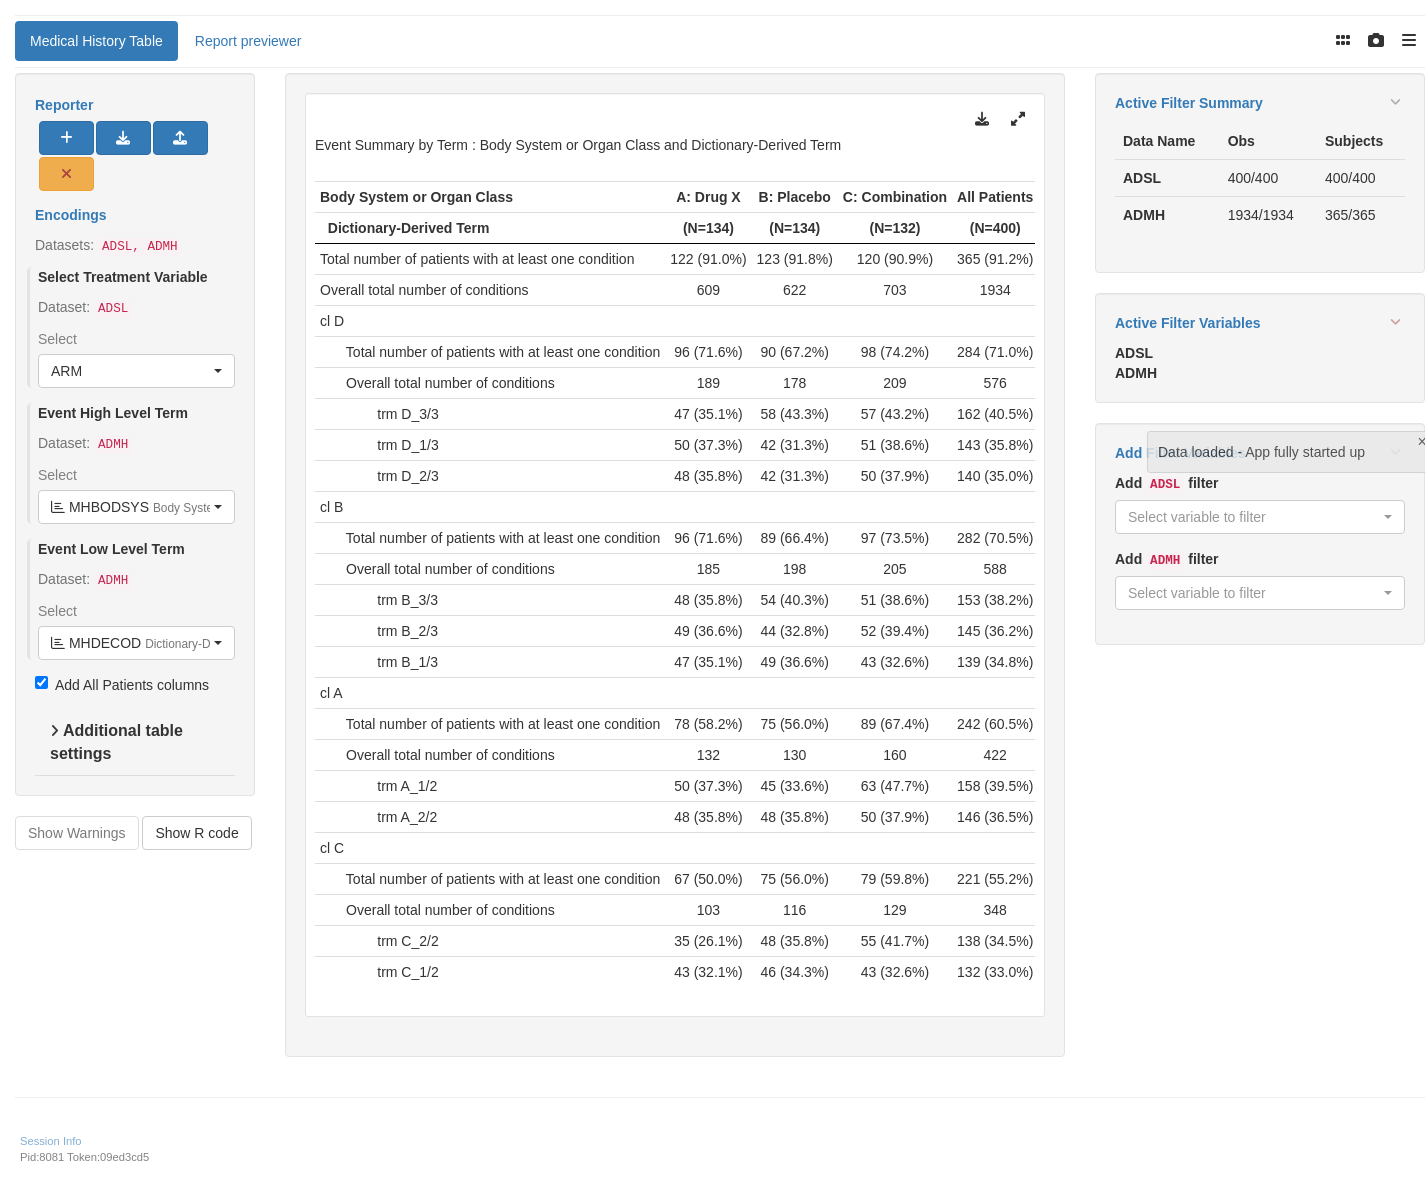 Medical History Table
Report previewer
Reporter
Encodings
Datasets: ADSL, ADMH
Select Treatment Variable
Dataset: ADSL
Select
ARM
Event High Level Term
Dataset: ADMH
Select
MHBODSYS Body Syste
Event Low Level Term
Dataset: ADMH
Select
MHDECOD Dictionary-D
Add All Patients columns
Additional table
settings
Show Warnings
Show R code
Event Summary by Term : Body System or Organ Class and Dictionary-Derived Term
Body System or Organ Class A: Drug X B: Placebo C: Combination All Patients
Dictionary-Derived Term (N=134) (N=134) (N=132) (N=400)
Total number of patients with at least one condition 122 (91.0%) 123 (91.8%) 120 (90.9%) 365 (91.2%)
Overall total number of conditions 609 622 703 1934
cl D
Total number of patients with at least one condition 96 (71.6%) 90 (67.2%) 98 (74.2%) 284 (71.0%)
Overall total number of conditions 189 178 209 576
trm D_3/3 47 (35.1%) 58 (43.3%) 57 (43.2%) 162 (40.5%)
trm D_1/3 50 (37.3%) 42 (31.3%) 51 (38.6%) 143 (35.8%)
trm D_2/3 48 (35.8%) 42 (31.3%) 50 (37.9%) 140 (35.0%)
cl B
Total number of patients with at least one condition 96 (71.6%) 89 (66.4%) 97 (73.5%) 282 (70.5%)
Overall total number of conditions 185 198 205 588
trm B_3/3 48 (35.8%) 54 (40.3%) 51 (38.6%) 153 (38.2%)
trm B_2/3 49 (36.6%) 44 (32.8%) 52 (39.4%) 145 (36.2%)
trm B_1/3 47 (35.1%) 49 (36.6%) 43 (32.6%) 139 (34.8%)
cl A
Total number of patients with at least one condition 78 (58.2%) 75 (56.0%) 89 (67.4%) 242 (60.5%)
Overall total number of conditions 132 130 160 422
trm A_1/2 50 (37.3%) 45 (33.6%) 63 (47.7%) 158 (39.5%)
trm A_2/2 48 (35.8%) 48 (35.8%) 50 (37.9%) 146 (36.5%)
cl C
Total number of patients with at least one condition 67 (50.0%) 75 (56.0%) 79 (59.8%) 221 (55.2%)
Overall total number of conditions 103 116 129 348
trm C_2/2 35 (26.1%) 48 (35.8%) 55 (41.7%) 138 (34.5%)
trm C_1/2 43 (32.1%) 46 (34.3%) 43 (32.6%) 132 (33.0%)
Active Filter Summary
Data Name Obs Subjects
ADSL 400/400 400/400
ADMH 1934/1934 365/365
Active Filter Variables
ADSL
ADMH
Add
Data loaded - App fully started up
Add ADSL filter
Select variable to filter
Add ADMH filter
Select variable to filter
Session Info
Pid:8081 Token:09ed3cd5